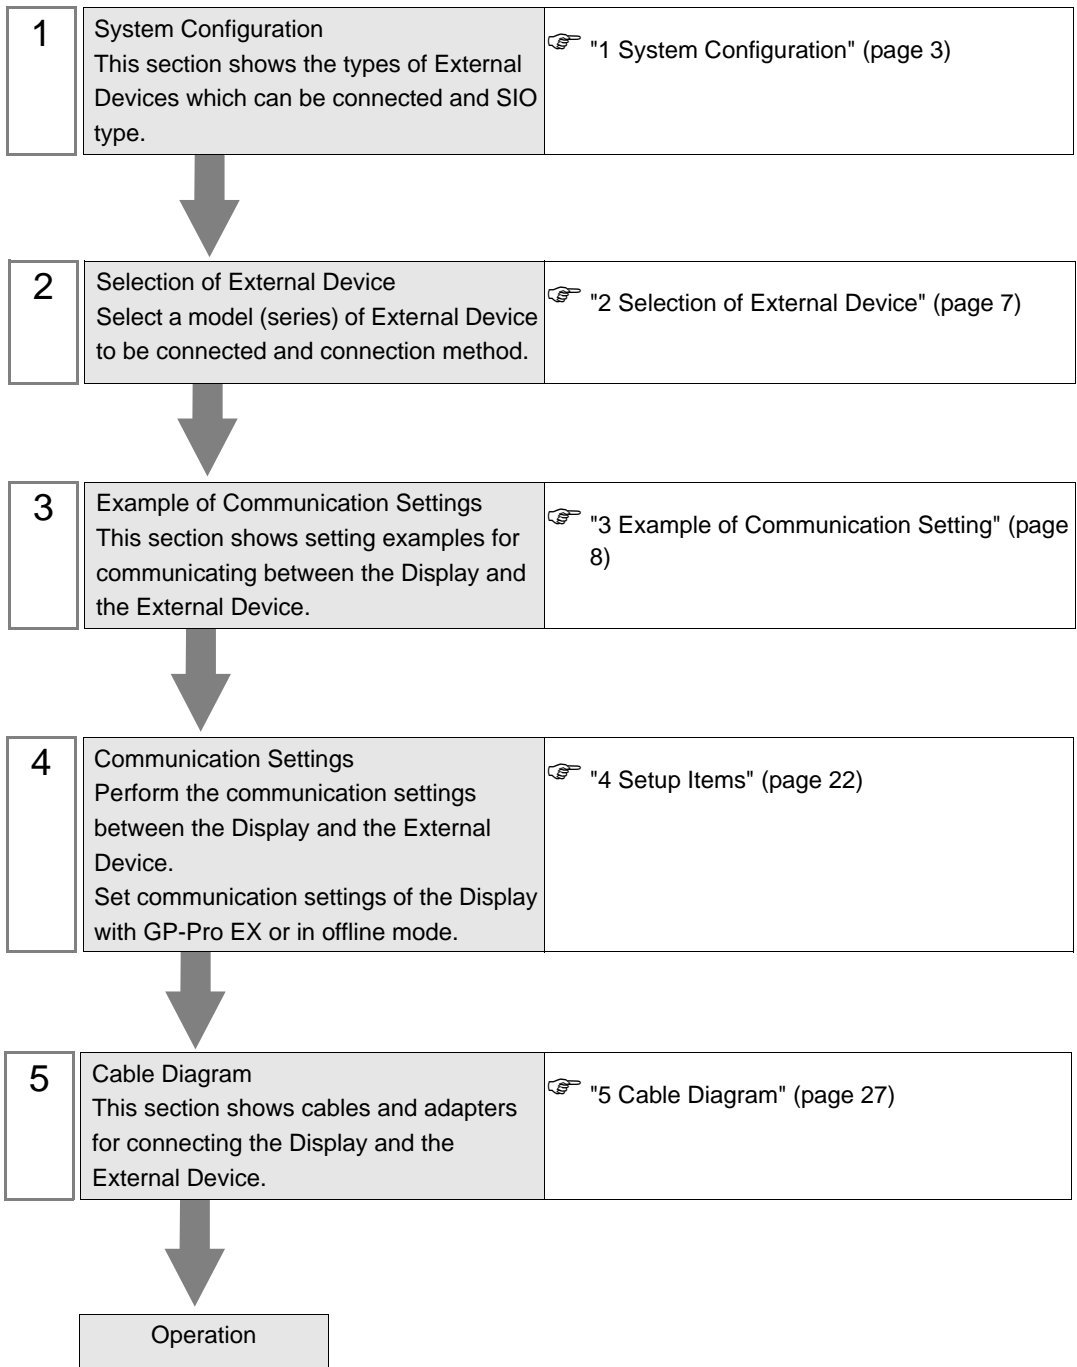 1
System Configuration
This section shows the types of External
Devices which can be connected and SIO
type.
"1 System Configuration" (page 3)
2
Selection of External Device
Select a model (series) of External Device
to be connected and connection method.
"2 Selection of External Device" (page 7)
3
Example of Communication Settings
This section shows setting examples for
communicating between the Display and
the External Device.
"3 Example of Communication Setting" (page
8)
4
Communication Settings
Perform the communication settings
between the Display and the External
Device.
Set communication settings of the Display
with GP-Pro EX or in offline mode.
"4 Setup Items" (page 22)
5
Cable Diagram
This section shows cables and adapters
for connecting the Display and the
External Device.
"5 Cable Diagram" (page 27)
Operation